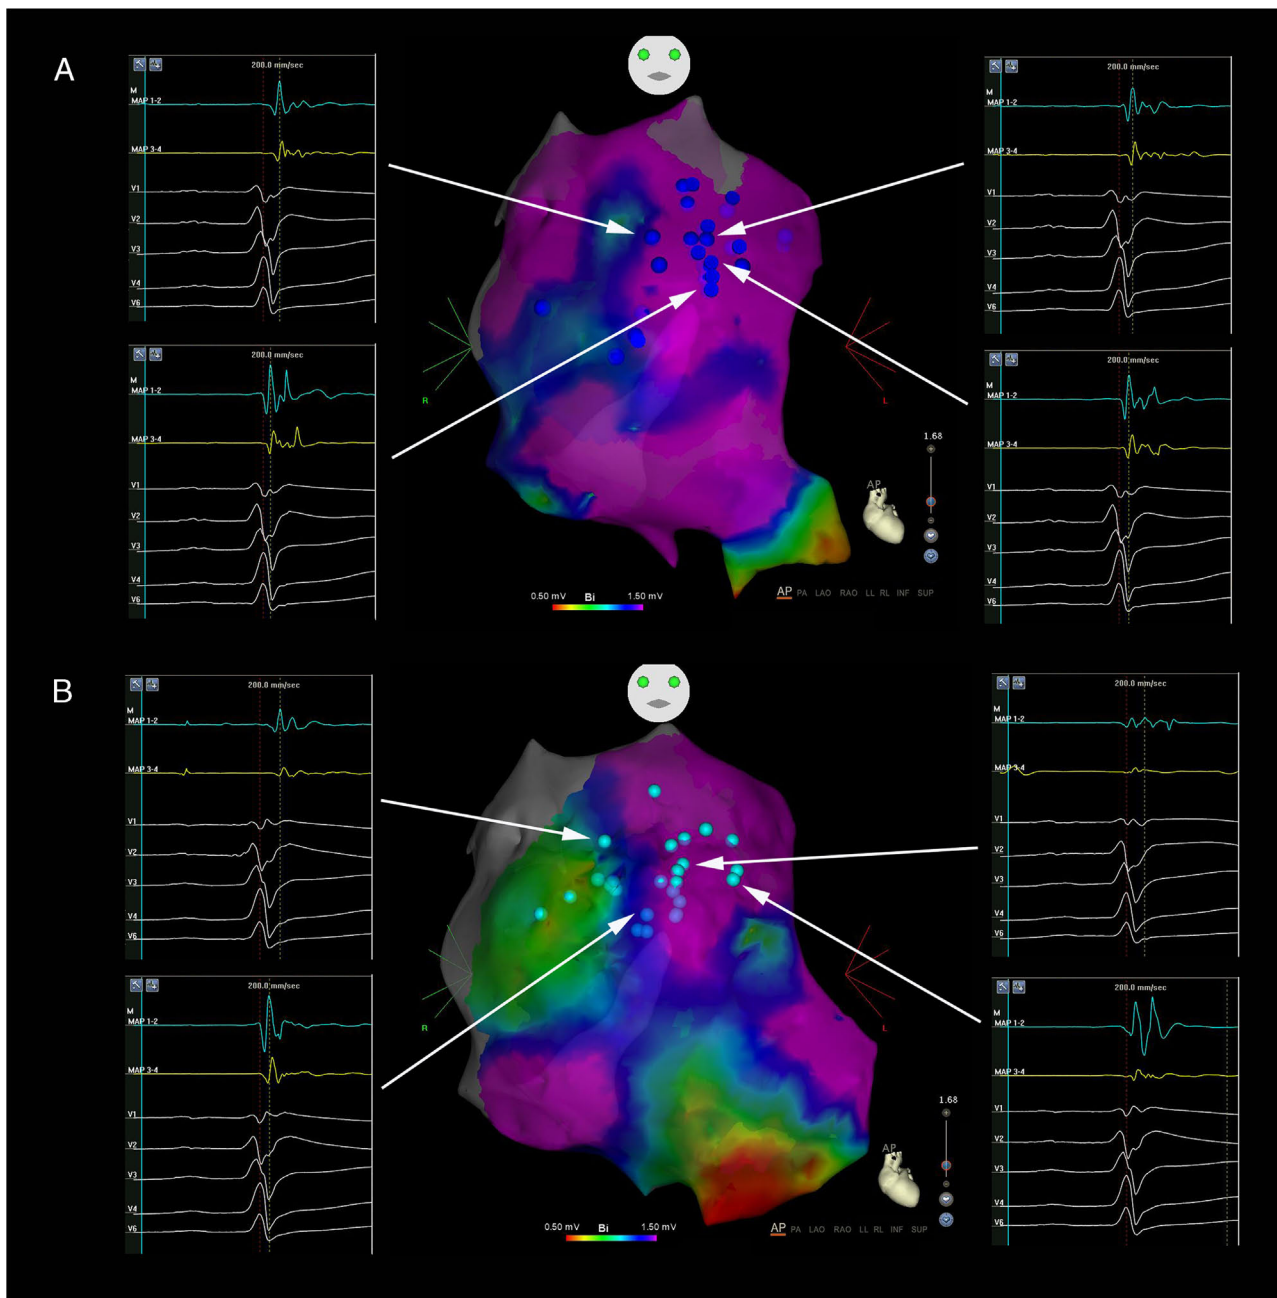 A
200.0 mm/sec
M
MAP 1-2
MAP 3-4
V1
V2
V3
V4
V6
200.0 mm/sec
M
MAP 1-2
MAP 3-4
V1
V2
V3
V4
V6
200.0 mm/sec
M
MAP 1-2
MAP 3-4
V1
V2
V3
V4
V6
200.0 mm/sec
M
MAP 1-2
MAP 3-4
V1
V2
V3
V4
V6
R
L
1.68
AP
0.50 mV Bi 1.50 mV
AP PA LAO RAO LL RL INF SUP
B
200.0 mm/sec
M
MAP 1-2
MAP 3-4
V1
V2
V3
V4
V6
200.0 mm/sec
M
MAP 1-2
MAP 3-4
V1
V2
V3
V4
V6
200.0 mm/sec
M
MAP 1-2
MAP 3-4
V1
V2
V3
V4
V6
200.0 mm/sec
M
MAP 1-2
MAP 3-4
V1
V2
V3
V4
V6
R
L
1.68
AP
0.50 mV Bi 1.50 mV
AP PA LAO RAO LL RL INF SUP